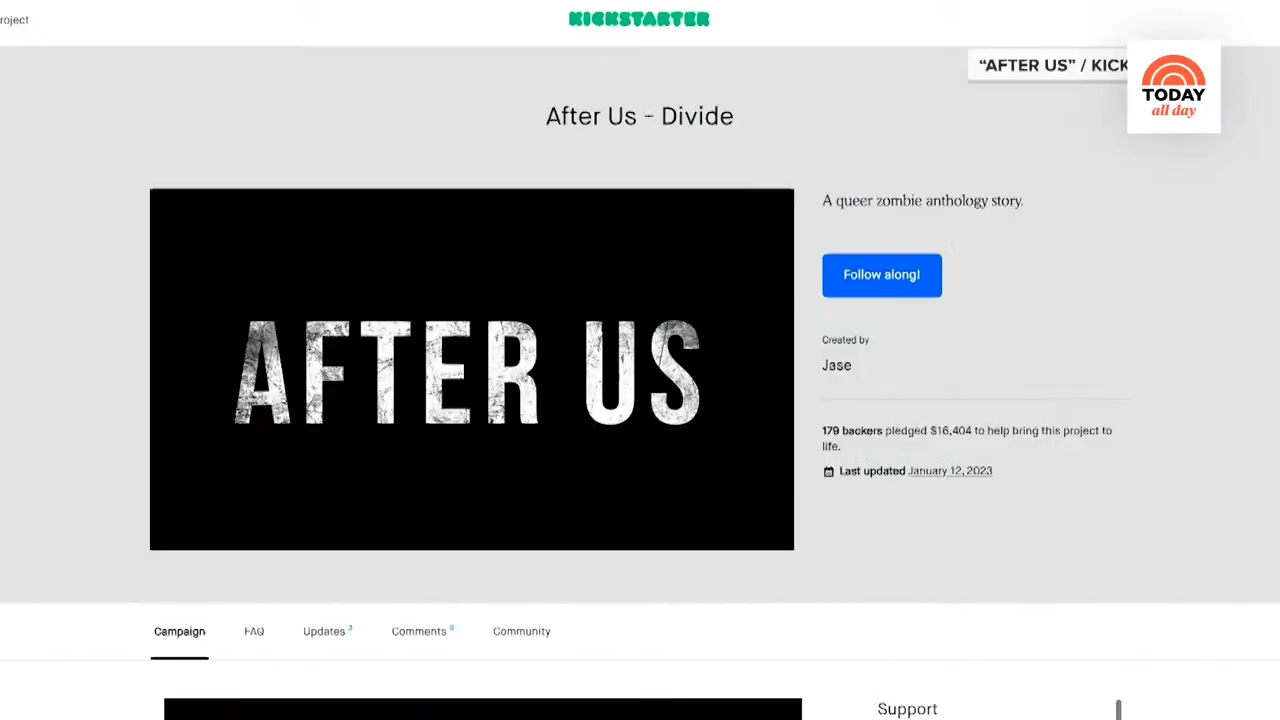 roject
KICKSTARTER
“AFTER US” / KICK
TODAY
all day
After Us - Divide
A queer zombie anthology story.
Follow along!
AFTER US
Created by
Jase
179 backers pledged $16,404 to help bring this project to
life.
Last updated January 12, 2023
Campaign
FAQ
Updates 3
Comments
Community
Support